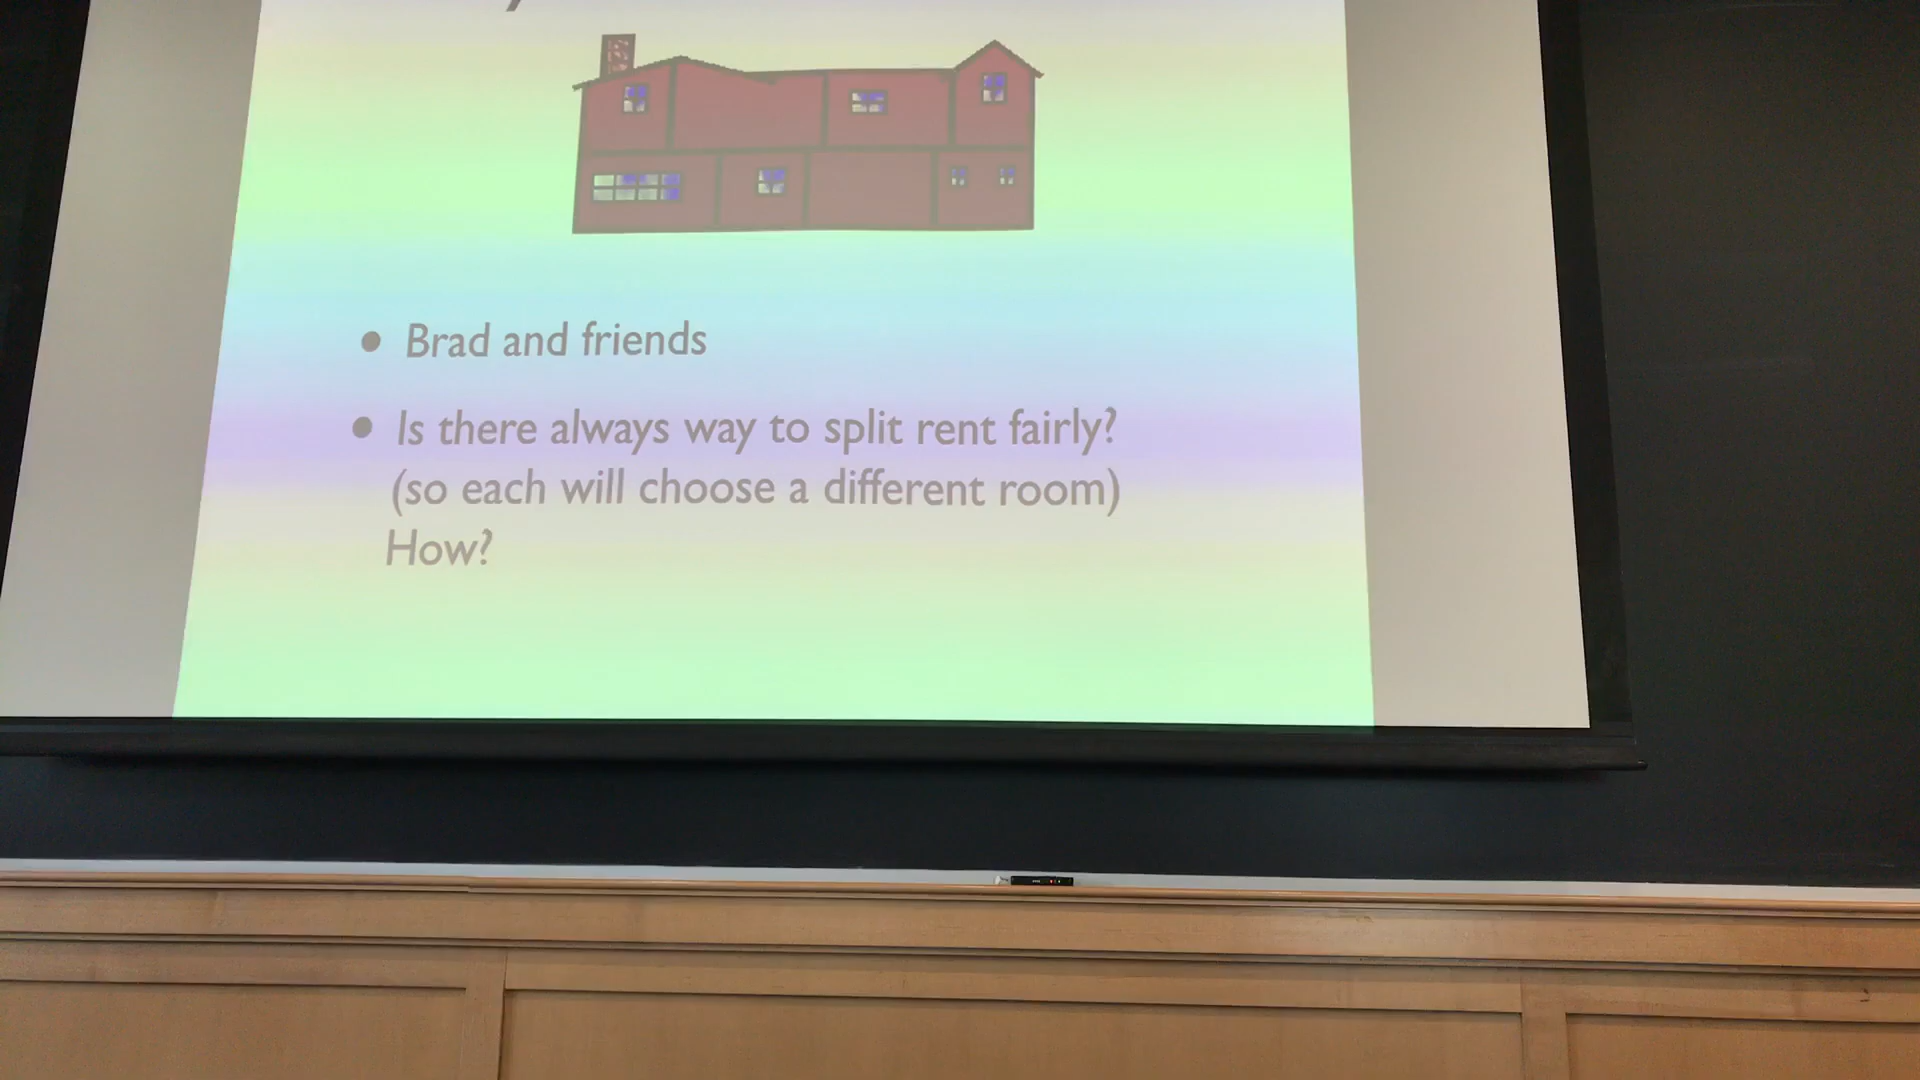 • Brad and friends
• Is there always way to split rent fairly?
(so each will choose a different room)
How?